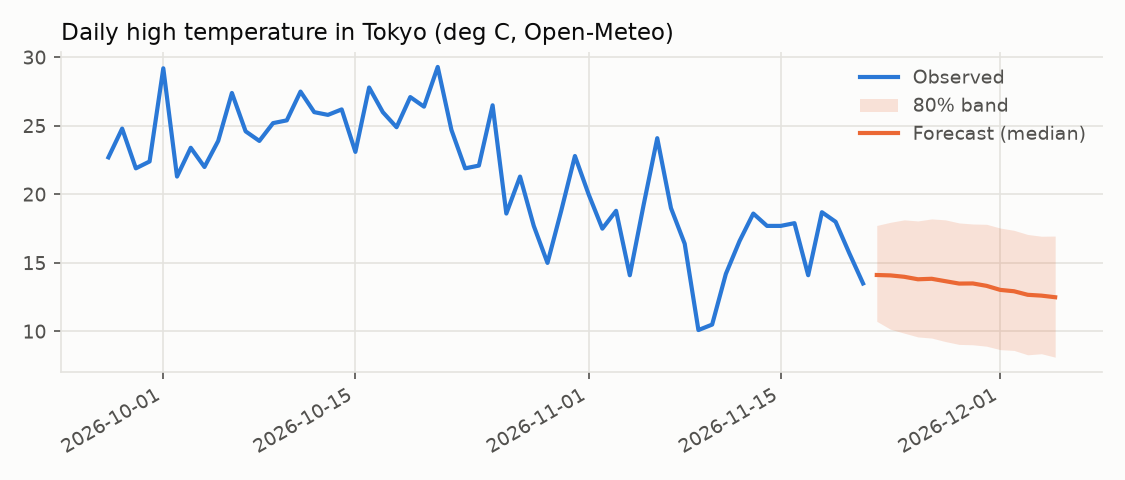 Daily high temperature in Tokyo (deg C, Open-Meteo)
30
25
20
15
10
Observed
80% band
Forecast (median)
2026-10-01
2026-10-15
2026-11-01
2026-11-15
2026-12-01